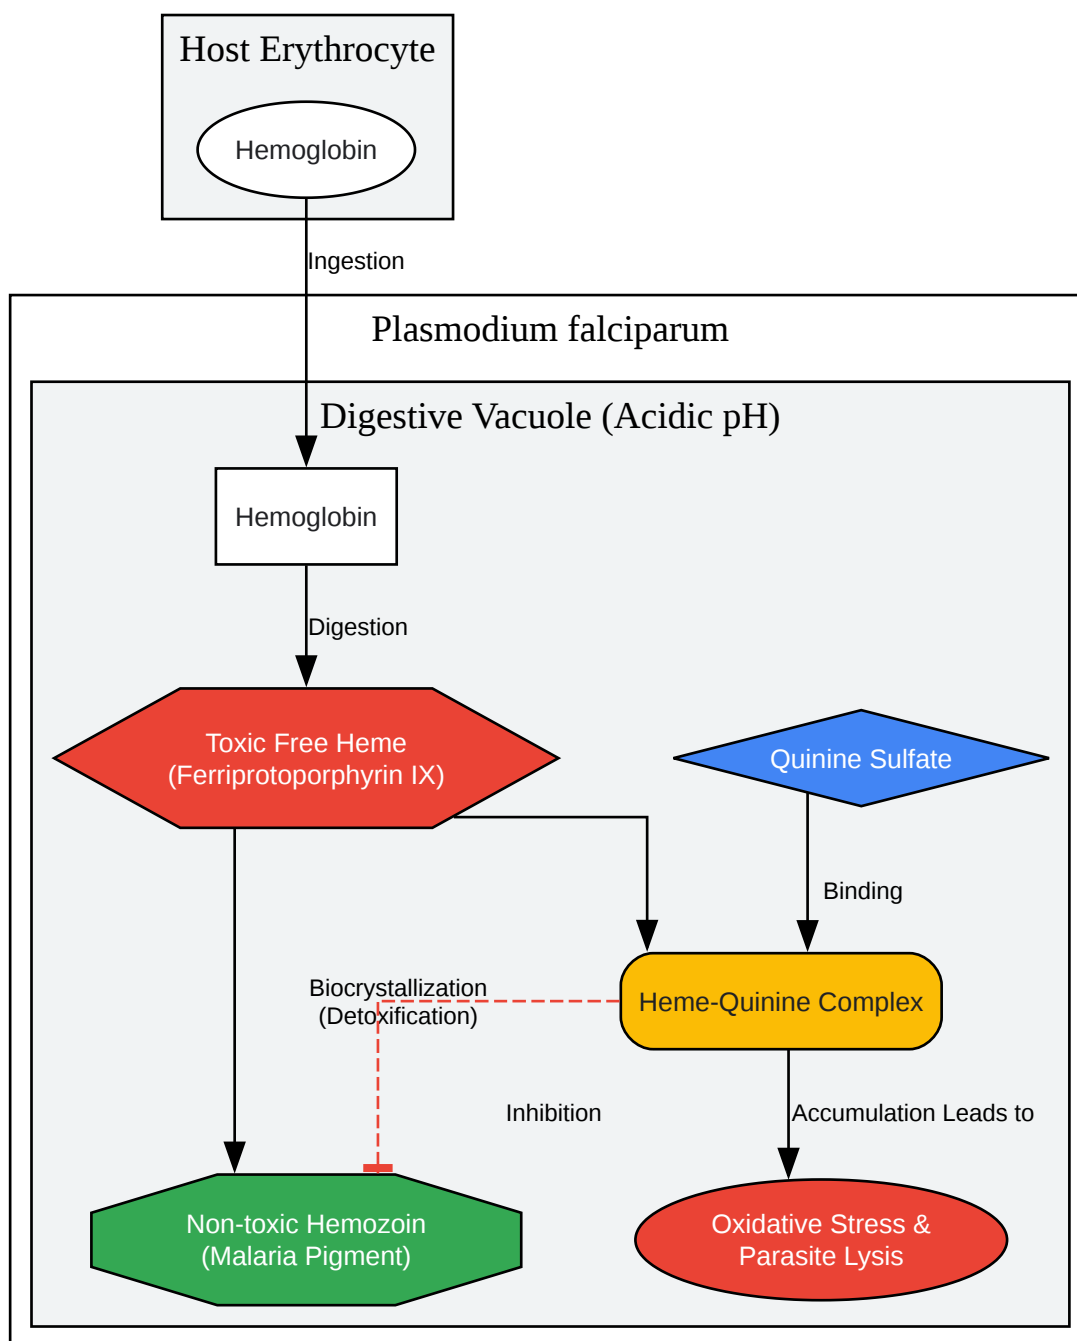 Host Erythrocyte
Hemoglobin
Ingestion
Plasmodium falciparum
Digestive Vacuole (Acidic pH)
Hemoglobin
Digestion
Toxic Free Heme
(Ferriprotoporphyrin IX)
Quinine Sulfate
Binding
Biocrystallization
(Detoxification)
Heme-Quinine Complex
Inhibition
Accumulation Leads to
Non-toxic Hemozoin
(Malaria Pigment)
Oxidative Stress &
Parasite Lysis